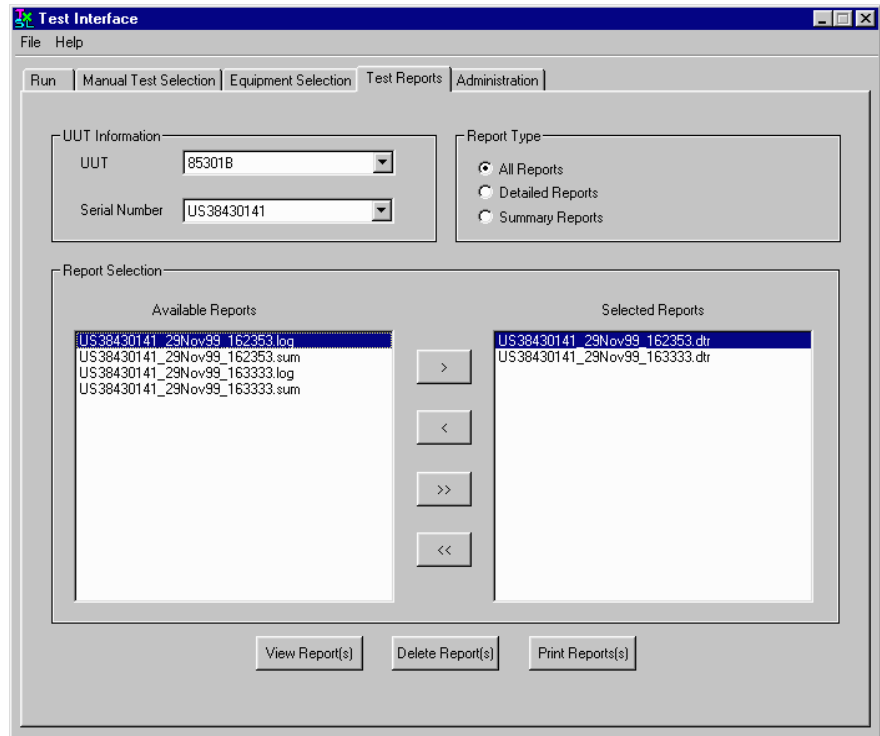 Test Interface
File Help
Run Manual Test Selection Equipment Selection Test Reports Administration
UUT Information
UUT 85301B
Serial Number US38430141
Report Type
All Reports
Detailed Reports
Summary Reports
Report Selection
Available Reports
US38430141_29Nov99_162353.log
US38430141_29Nov99_162353.sum
US38430141_29Nov99_163333.log
US38430141_29Nov99_163333.sum
>
<
>>
<<
Selected Reports
US38430141_29Nov99_162353.dtr
US38430141_29Nov99_163333.dtr
View Report(s) Delete Report(s) Print Reports(s)